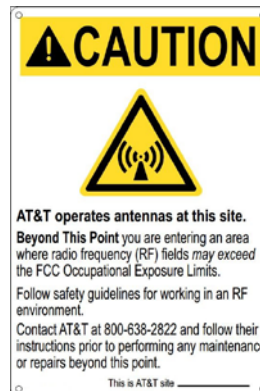 CAUTION
AT&T operates antennas at this site.
Beyond This Point you are entering an area
where radio frequency (RF) fields may exceed
the FCC Occupational Exposure Limits.
Follow safety guidelines for working in an RF
environment.
Contact AT&T at 800-638-2822 and follow their
instructions prior to performing any maintenanc
or repairs beyond this point.
This is AT&T site